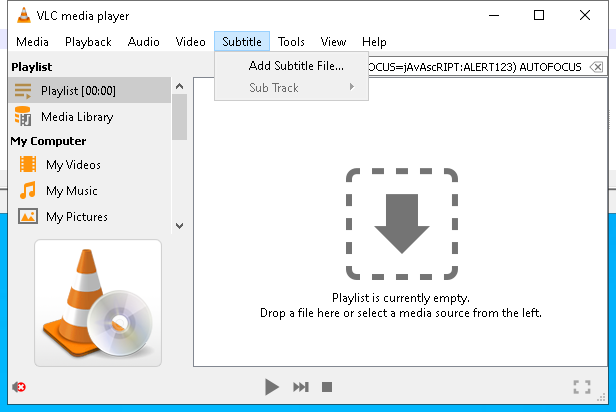 VLC media player
Media Playback Audio Video Subtitle Tools View Help
Playlist
OCUS=jAvAscRIPT:ALERT123) AUTOFOCUS
Add Subtitle File...
Sub Track
Playlist [00:00]
Media Library
My Computer
My Videos
My Music
My Pictures
Playlist is currently empty.
Drop a file here or select a media source from the left.